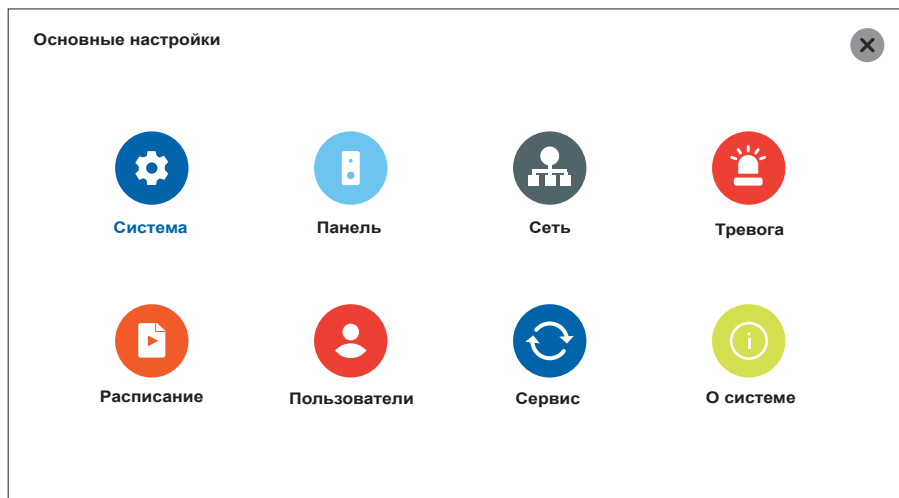 Основные настройки
Система
Панель
Сеть
Тревога
Расписание
Пользователи
Сервис
О системе